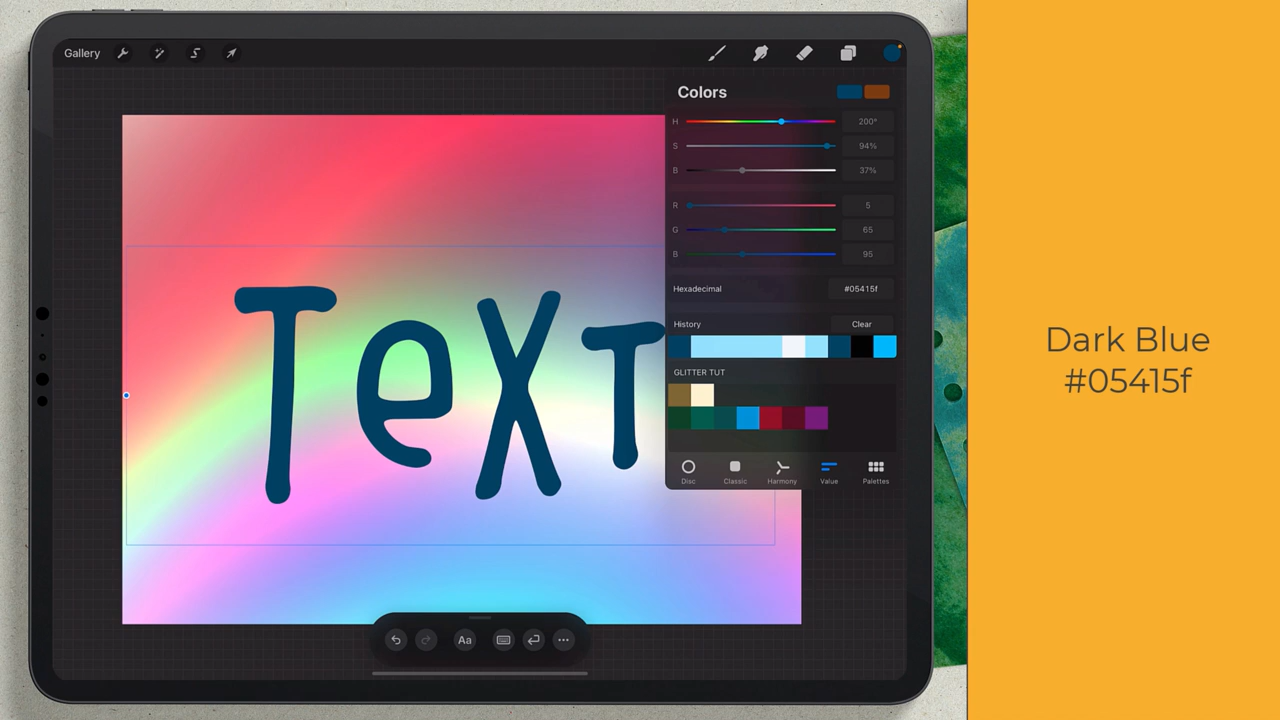 Gallery
Colors
H 200°
S 94%
B 37%
R 5
G 65
B 95
Hexadecimal #05415f
History Clear
GLITTER TUT
Disc Classic Harmony Value Palettes
TeXT
Aa
Dark Blue
#05415f